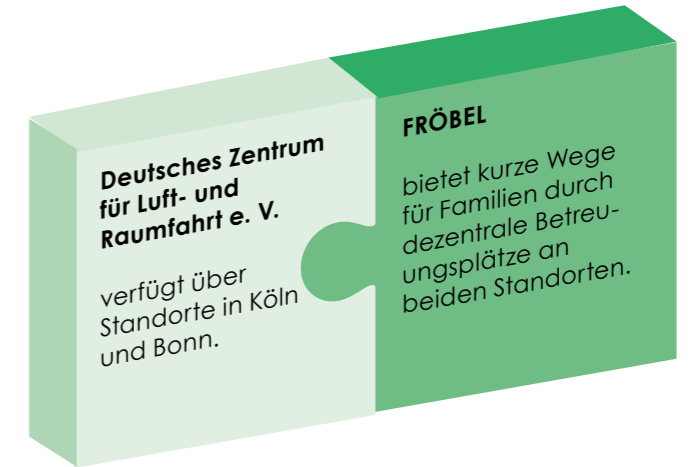 Deutsches Zentrum
für Luft- und
Raumfahrt e. V.
verfügt über
Standorte in Köln
und Bonn.
FRÖBEL
bietet kurze Wege
für Familien durch
dezentrale Betreu-
ungsplätze an
beiden Standorten.